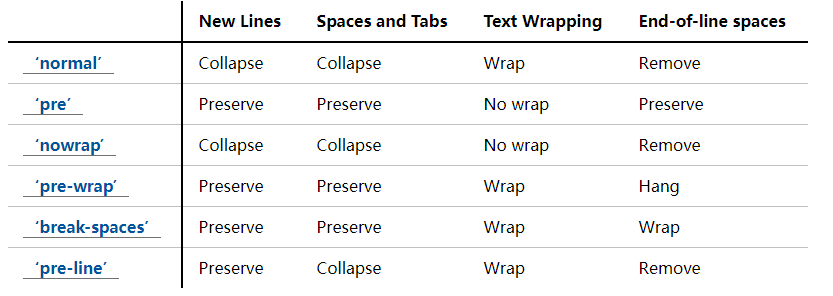 New Lines Spaces and Tabs Text Wrapping End-of-line spaces
‘normal’ Collapse Collapse Wrap Remove
‘pre’ Preserve Preserve No wrap Preserve
‘nowrap’ Collapse Collapse No wrap Remove
‘pre-wrap’ Preserve Preserve Wrap Hang
‘break-spaces’ Preserve Preserve Wrap Wrap
‘pre-line’ Preserve Collapse Wrap Remove